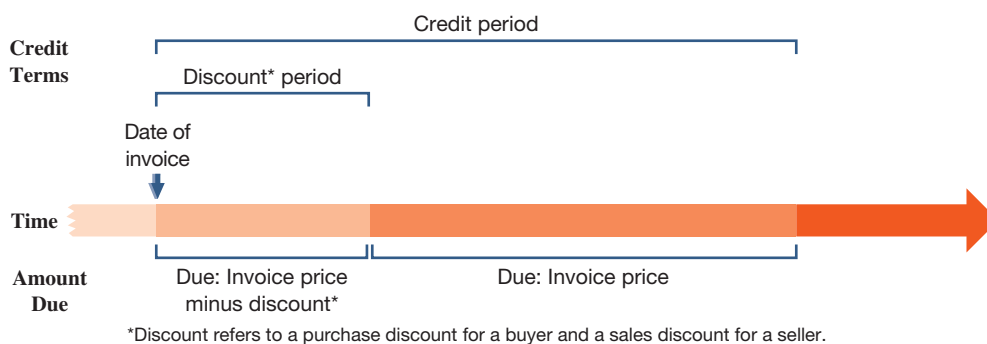 Credit period
Credit
Terms
Discount* period
Date of
invoice
Time
Amount
Due
Due: Invoice price
minus discount*
Due: Invoice price
*Discount refers to a purchase discount for a buyer and a sales discount for a seller.